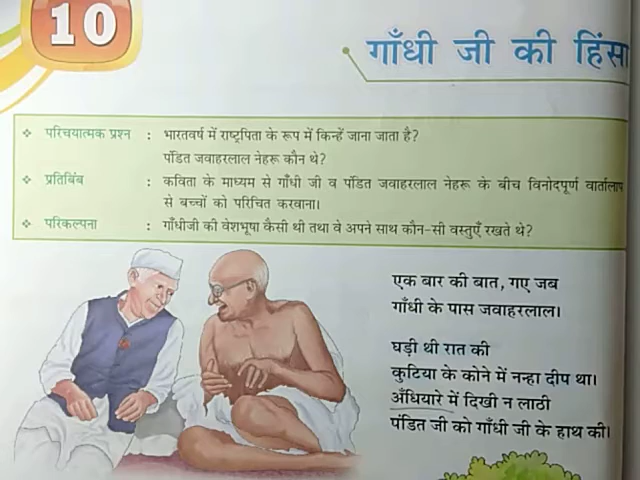 10
गाँधी जी की हिंसा
❖ परिचयात्मक प्रश्न : भारतवर्ष में राष्ट्रपिता के रूप में किन्हें जाना जाता है?
पंडित जवाहरलाल नेहरू कौन थे?
❖ प्रतिबिंब : कविता के माध्यम से गाँधी जी व पंडित जवाहरलाल नेहरू के बीच विनोदपूर्ण वार्तालाप
से बच्चों को परिचित करवाना।
❖ परिकल्पना : गाँधीजी की वेशभूषा कैसी थी तथा वे अपने साथ कौन-सी वस्तुएँ रखते थे?
एक बार की बात, गए जब
गाँधी के पास जवाहरलाल।
घड़ी थी रात की
कुटिया के कोने में नन्हा दीप था।
अँधियारे में दिखी न लाठी
पंडित जी को गाँधी जी के हाथ की।